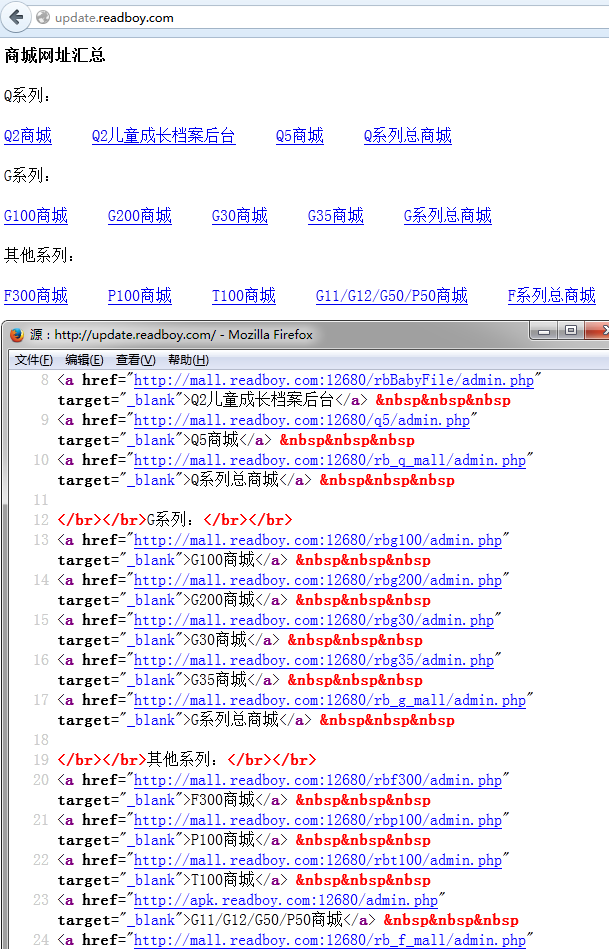 update.readboy.com
商城网址汇总
Q系列:
Q2商城 Q2儿童成长档案后台 Q5商城 Q系列总商城
G系列:
G100商城 G200商城 G30商城 G35商城 G系列总商城
其他系列:
F300商城 P100商城 T100商城 G11/G12/G50/P50商城 F系列总商城
源 : http://update.readboy.com/ - Mozilla Firefox
文件(F) 编辑(E) 查看(V) 帮助(H)
8 <a href="http://mall.readboy.com:12680/rbBabyFile/admin.php"
target="_blank">Q2儿童成长档案后台</a> &nbsp&nbsp&nbsp
9 <a href="http://mall.readboy.com:12680/q5/admin.php"
target="_blank">Q5商城</a> &nbsp&nbsp&nbsp
10 <a href="http://mall.readboy.com:12680/rb_q_mall/admin.php"
target="_blank">Q系列总商城</a> &nbsp&nbsp&nbsp
11
12 </br></br>G系列: </br></br>
13 <a href="http://mall.readboy.com:12680/rbg100/admin.php"
target="_blank">G100商城</a> &nbsp&nbsp&nbsp
14 <a href="http://mall.readboy.com:12680/rbg200/admin.php"
target="_blank">G200商城</a> &nbsp&nbsp&nbsp
15 <a href="http://mall.readboy.com:12680/rbg30/admin.php"
target="_blank">G30商城</a> &nbsp&nbsp&nbsp
16 <a href="http://mall.readboy.com:12680/rbg35/admin.php"
target="_blank">G35商城</a> &nbsp&nbsp&nbsp
17 <a href="http://mall.readboy.com:12680/rb_g_mall/admin.php"
target="_blank">G系列总商城</a> &nbsp&nbsp&nbsp
18
19 </br></br>其他系列: </br></br>
20 <a href="http://mall.readboy.com:12680/rbf300/admin.php"
target="_blank">F300商城</a> &nbsp&nbsp&nbsp
21 <a href="http://mall.readboy.com:12680/rbp100/admin.php"
target="_blank">P100商城</a> &nbsp&nbsp&nbsp
22 <a href="http://mall.readboy.com:12680/rbt100/admin.php"
target="_blank">T100商城</a> &nbsp&nbsp&nbsp
23 <a href="http://apk.readboy.com/admin.php"
target="_blank">G11/G12/G50/P50商城</a> &nbsp&nbsp&nbsp
24 <a href="http://mall.readboy.com:12680/rb_f_mall/admin.php"